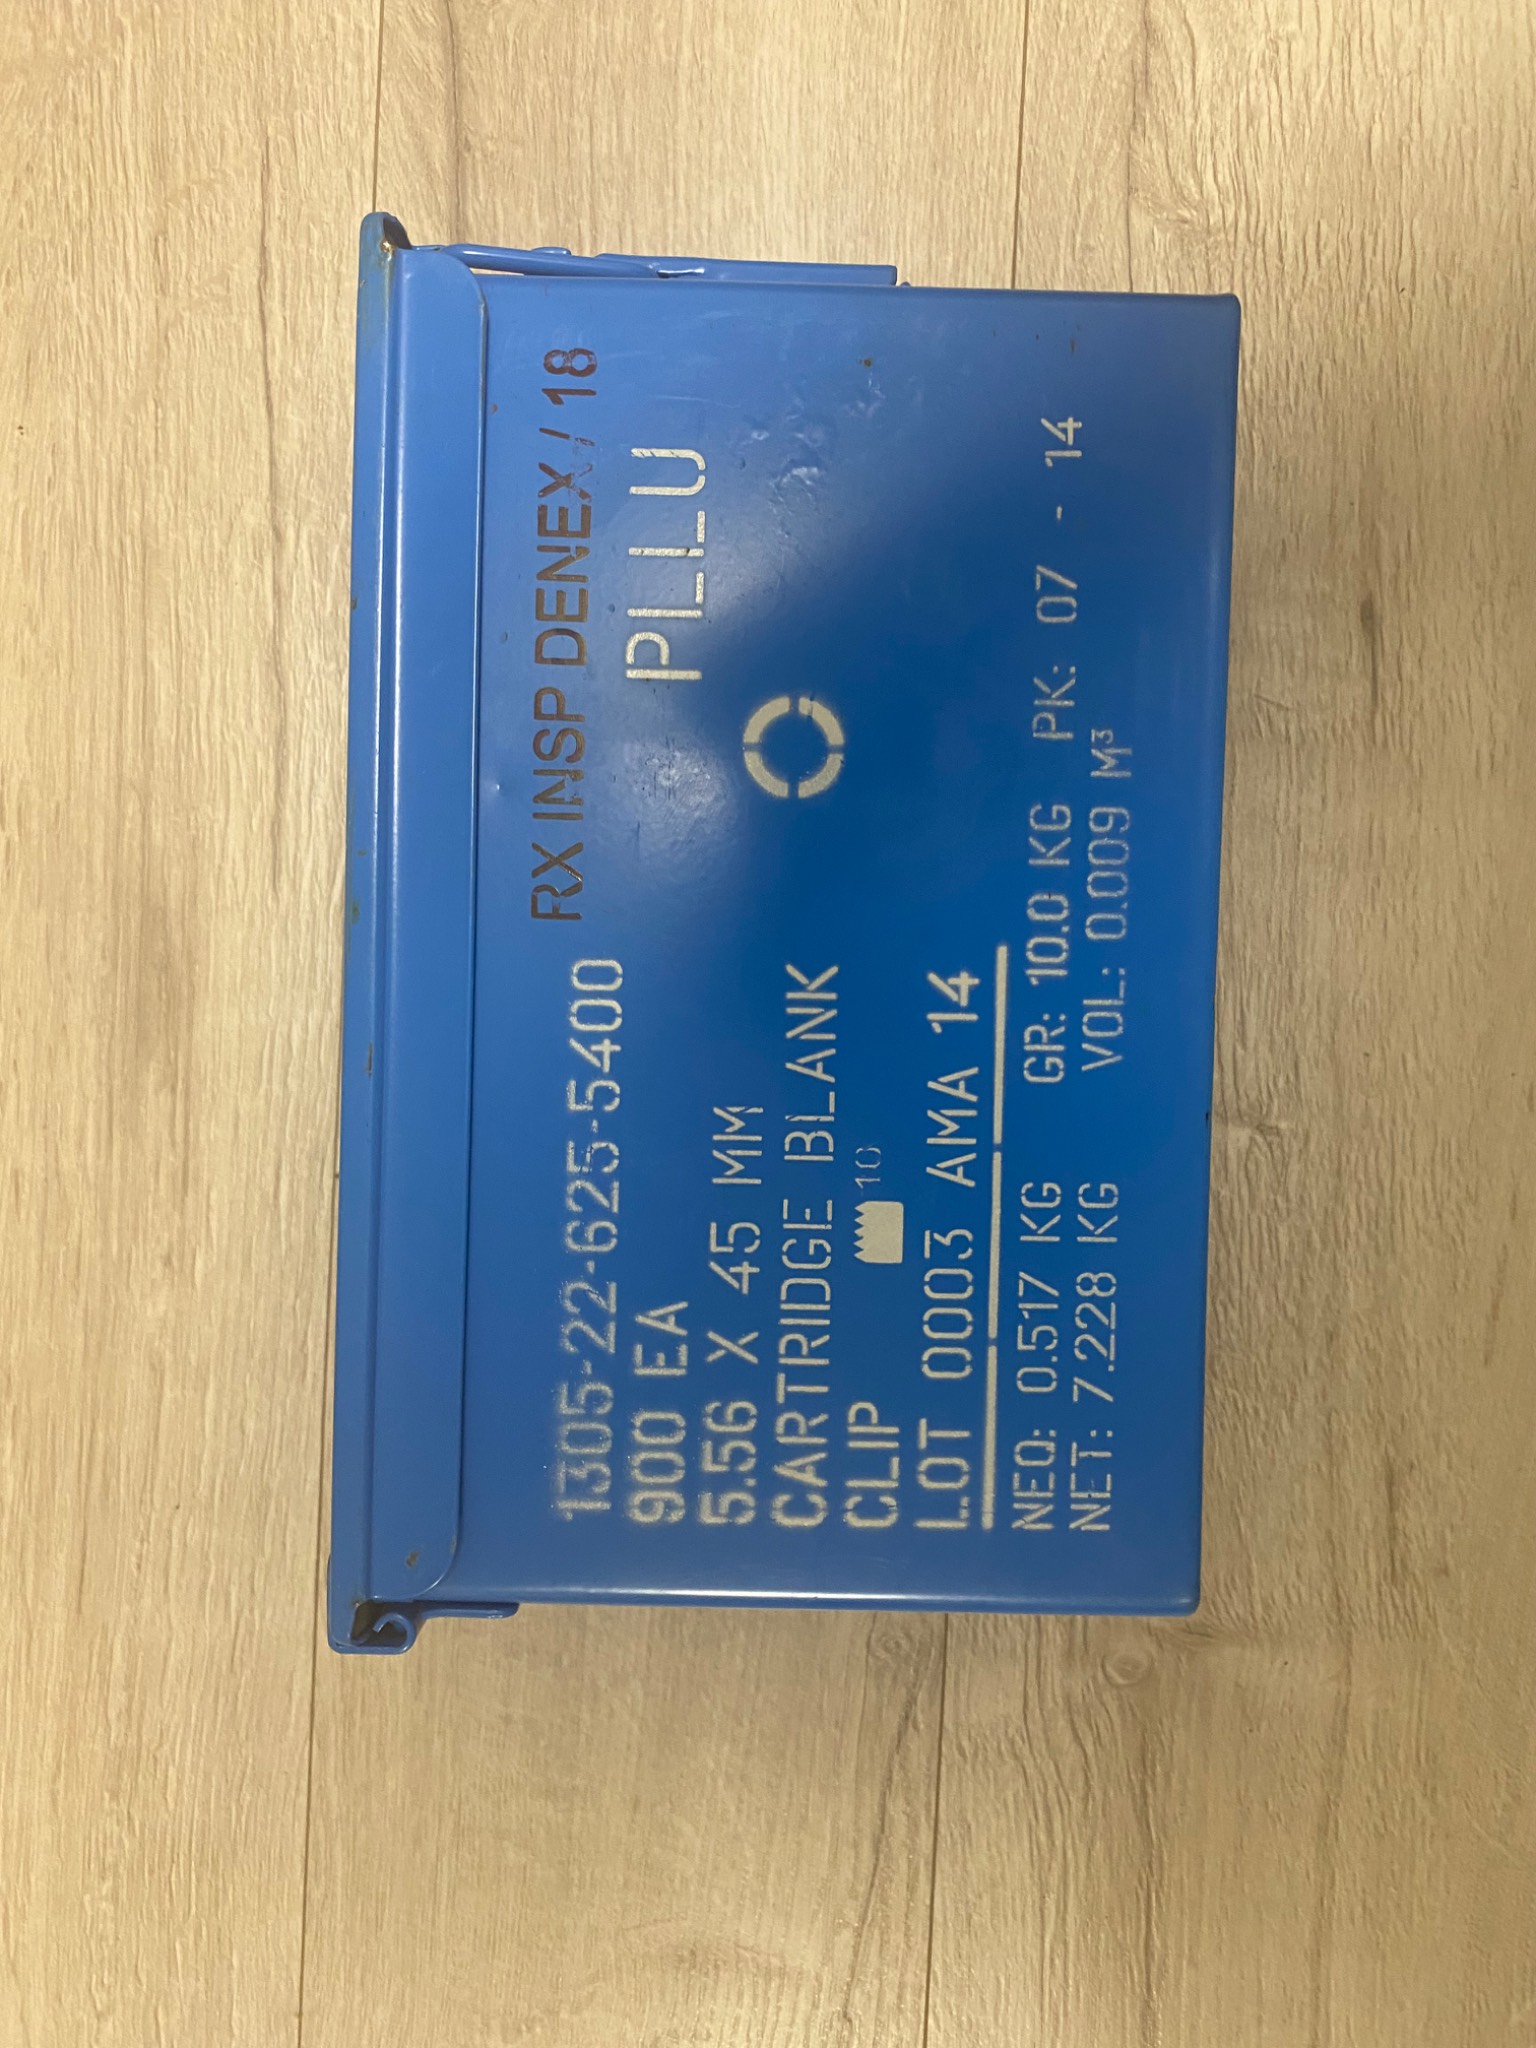 1305-22-625-5400
RX INSP DENEX / 18
900 EA
PLLU
5.56 X 45 MM
CARTRIDGE BLANK
CLIP 10
LOT 0003 AMA 14
NEQ: 0.517 KG GR: 10.0 KG PK: 07 - 14
NET: 7.228 KG VOL: 0.009 M³